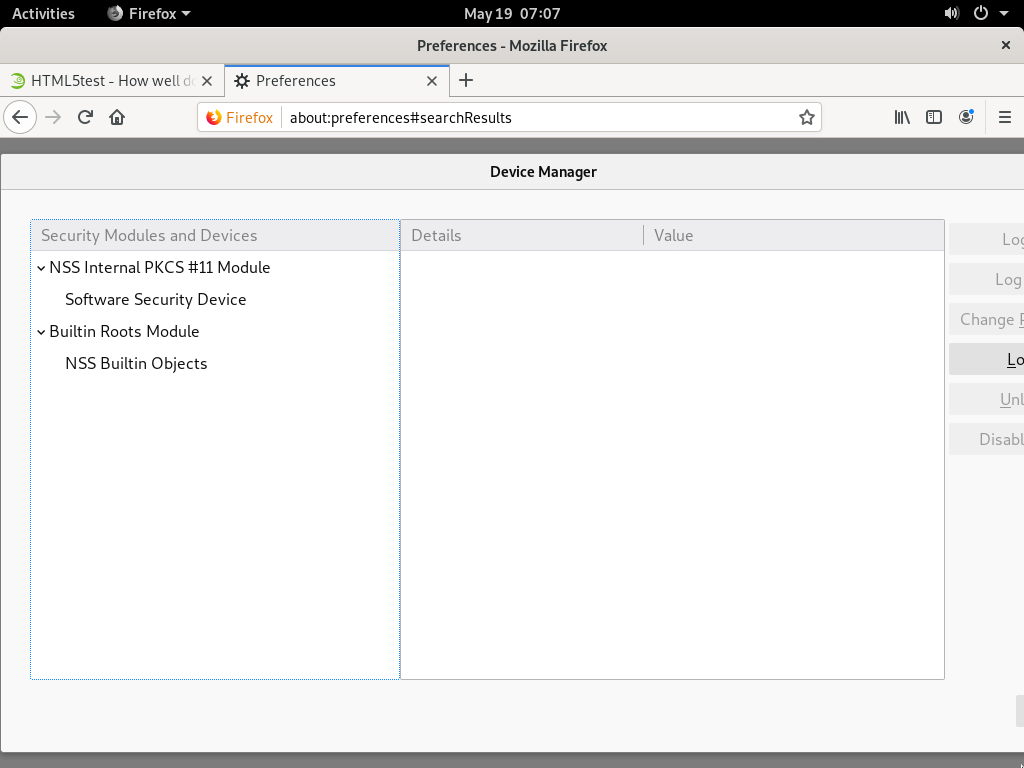 Activities Firefox May 19 07:07
Preferences - Mozilla Firefox
HTML5test - How well do Preferences
Firefox about:preferences#searchResults
Device Manager
Security Modules and Devices Details Value
NSS Internal PKCS #11 Module
Software Security Device
Builtin Roots Module
NSS Builtin Objects
Log
Log
Change
Lo
Unl
Disabl